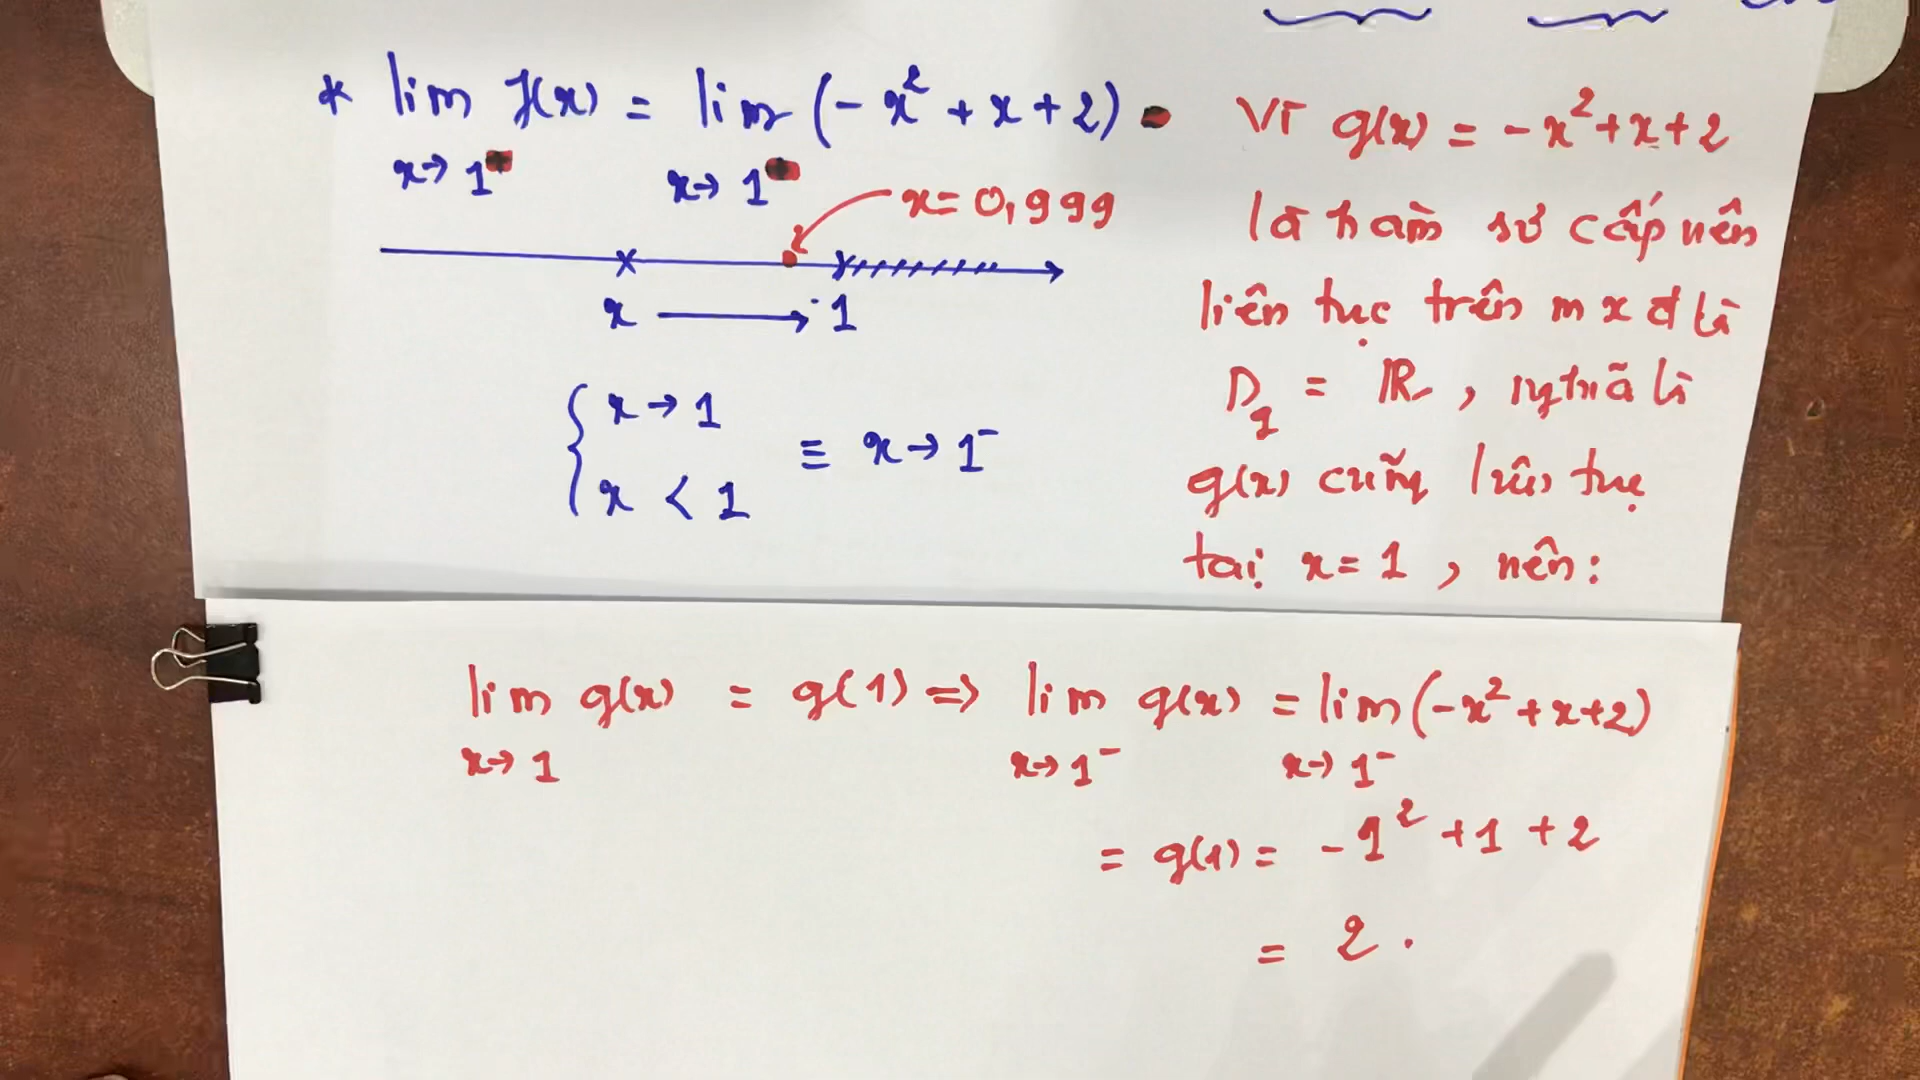 * lim f(x) = lim (- x² + x + 2)
x → 1 x → 1
x = 0,999
x → 1
{ x → 1
x < 1
≡ x → 1⁻
Vì g(x) = - x² + x + 2
là hàm sơ cấp nên
liên tục trên m x đ là
D_g = ℝ, nghĩa là
g(x) cũng liên tục
tại x = 1, nên:
lim g(x) = g(1) ⇒ lim g(x) = lim (-x² + x + 2)
x → 1 x → 1⁻ x → 1⁻
= g(1) = - 1² + 1 + 2
= 2.